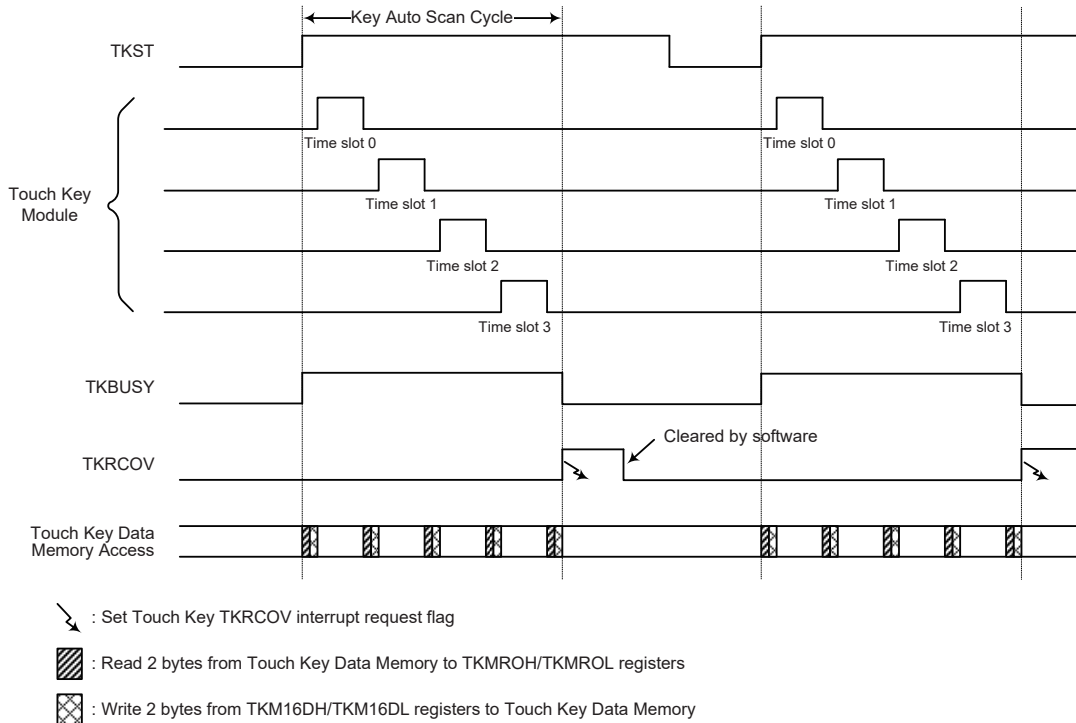 Key Auto Scan Cycle
TKST
Time slot 0
Time slot 0
Time slot 1
Time slot 1
Touch Key
Module
Time slot 2
Time slot 2
Time slot 3
Time slot 3
TKBUSY
Cleared by software
TKRCOV
Touch Key Data
Memory Access
: Set Touch Key TKRCOV interrupt request flag
: Read 2 bytes from Touch Key Data Memory to TKMROH/TKMROL registers
: Write 2 bytes from TKM16DH/TKM16DL registers to Touch Key Data Memory